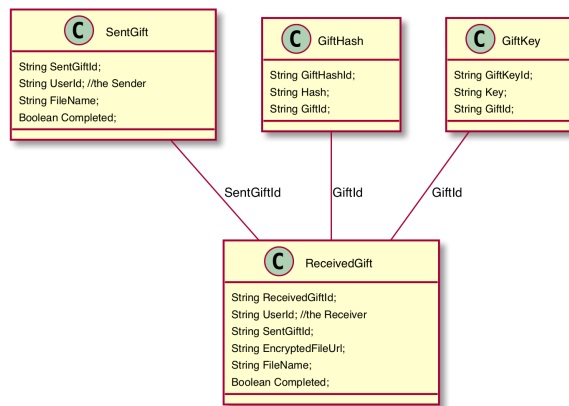 C SentGift
String SentGiftId;
String UserId; //the Sender
String FileName;
Boolean Completed;
C GiftHash
String GiftHashId;
String Hash;
String GiftId;
C GiftKey
String GiftKeyId;
String Key;
String GiftId;
SentGiftId
GiftId
GiftId
C ReceivedGift
String ReceivedGiftId;
String UserId; //the Receiver
String SentGiftId;
String EncryptedFileUrl;
String FileName;
Boolean Completed;